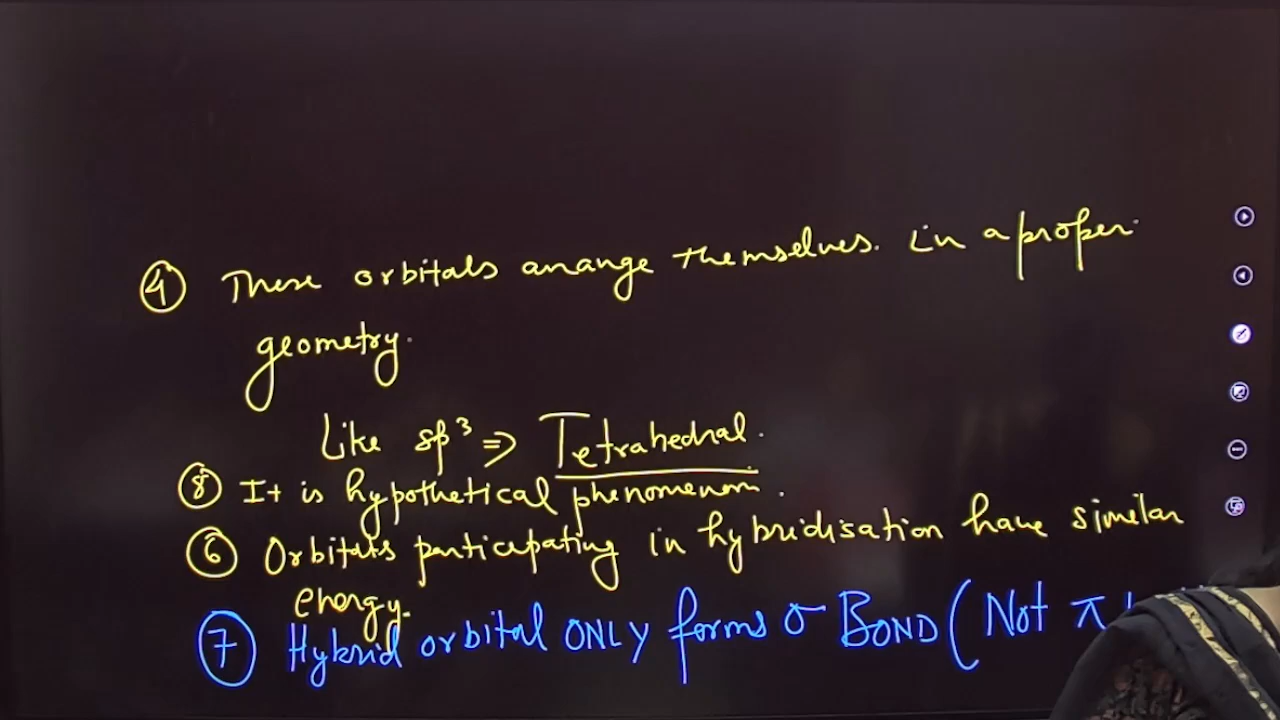 ④ These orbitals arrange themselves. in a proper
geometry.
Like sp³ ⇒ Tetrahedral.
⑧ It is hypothetical phenomenon.
⑥ Orbitals participating in hybridisation have similar
energy.
⑦ Hybrid orbital ONLY forms σ BOND (Not π